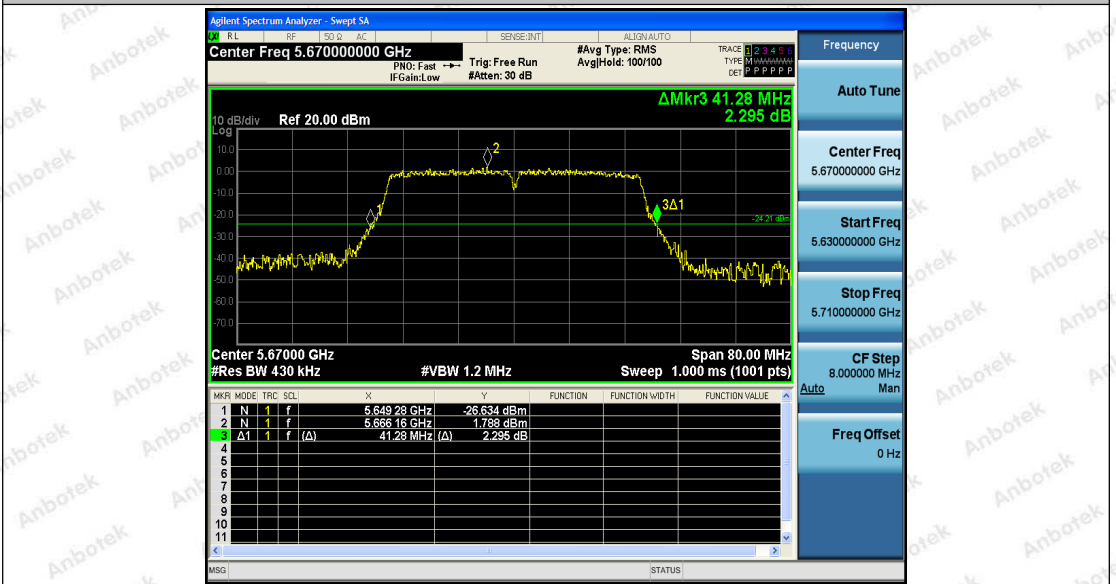 Agilent Spectrum Analyzer - Swept SA
LXI RL RF 50 Ω AC SENSE:INT ALIGNAUTO
Center Freq 5.670000000 GHz
PNO: Fast
IFGain:Low
Trig: Free Run
#Atten: 30 dB
#Avg Type: RMS
Avg|Hold: 100/100
TRACE 1 2 3 4 5 6
TYPE M
DET P P P P P P
ΔMkr3 41.28 MHz
2.295 dB
10 dB/div Ref 20.00 dBm
Log
10.0
0.00
-10.0
-20.0
-30.0
-40.0
-50.0
-60.0
-70.0
1
2
3Δ1
-24.21 dBm
Center 5.67000 GHz Span 80.00 MHz
#Res BW 430 kHz #VBW 1.2 MHz Sweep 1.000 ms (1001 pts)
MKR MODE TRC SCL X Y FUNCTION FUNCTION WIDTH FUNCTION VALUE
1 N 1 f 5.649 28 GHz -26.634 dBm
2 N 1 f 5.666 16 GHz 1.788 dBm
3 Δ1 1 f (Δ) 41.28 MHz (Δ) 2.295 dB
4
5
6
7
8
9
10
11
MSG STATUS
Frequency
Auto Tune
Center Freq
5.670000000 GHz
Start Freq
5.630000000 GHz
Stop Freq
5.710000000 GHz
CF Step
8.000000 MHz
Auto Man
Freq Offset
0 Hz
Anbotek